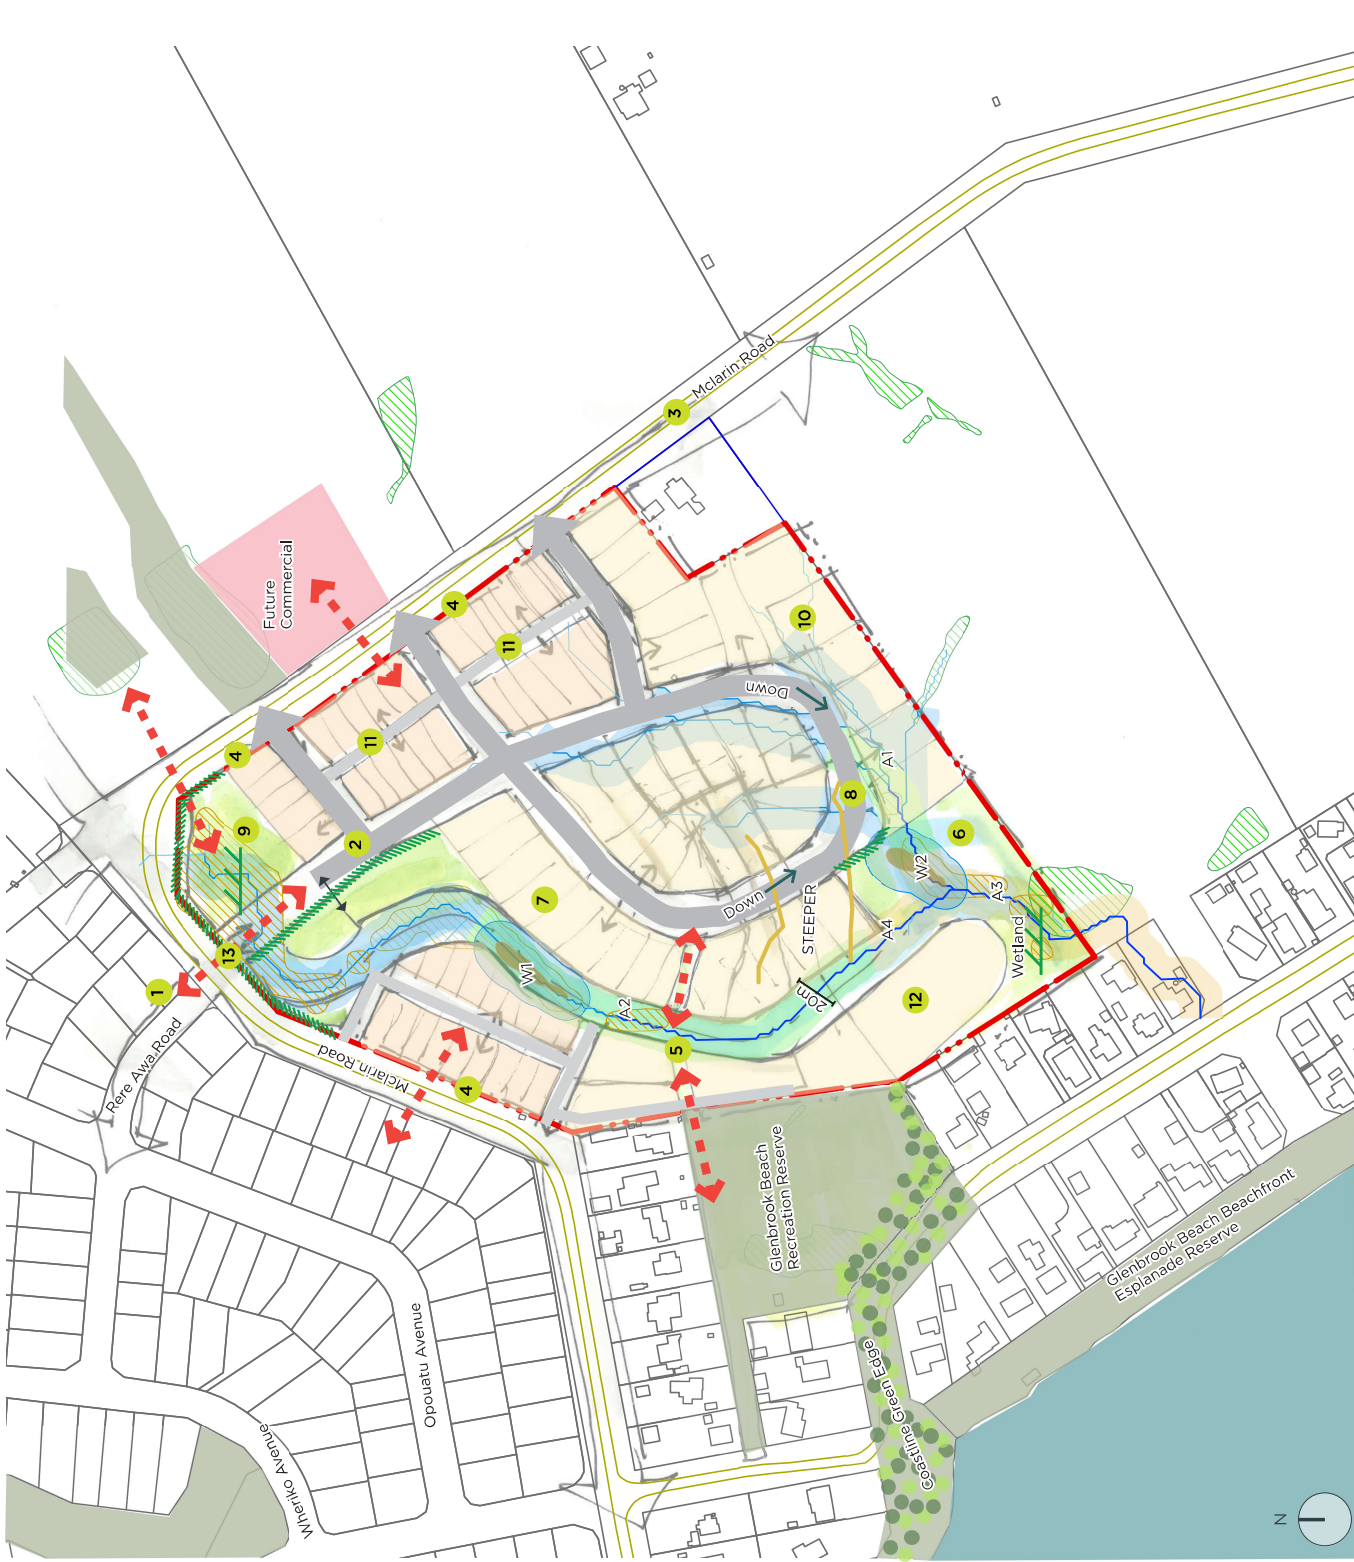 Future
Commercial
3
Mclarin Road
4
10
11
4
11
Down
4
9
2
8
A1
6
7
Down
STEEPER
W2
A3
Wetland
A4
13
1
Rere Awa Road
Mclarin Road
W1
A2
20m
12
5
4
Glenbrook Beach
Recreation Reserve
Glenbrook Beach Beachfront
Esplanade Reserve
Opouatu Avenue
Wheriko Avenue
Coastline Green Edge
N